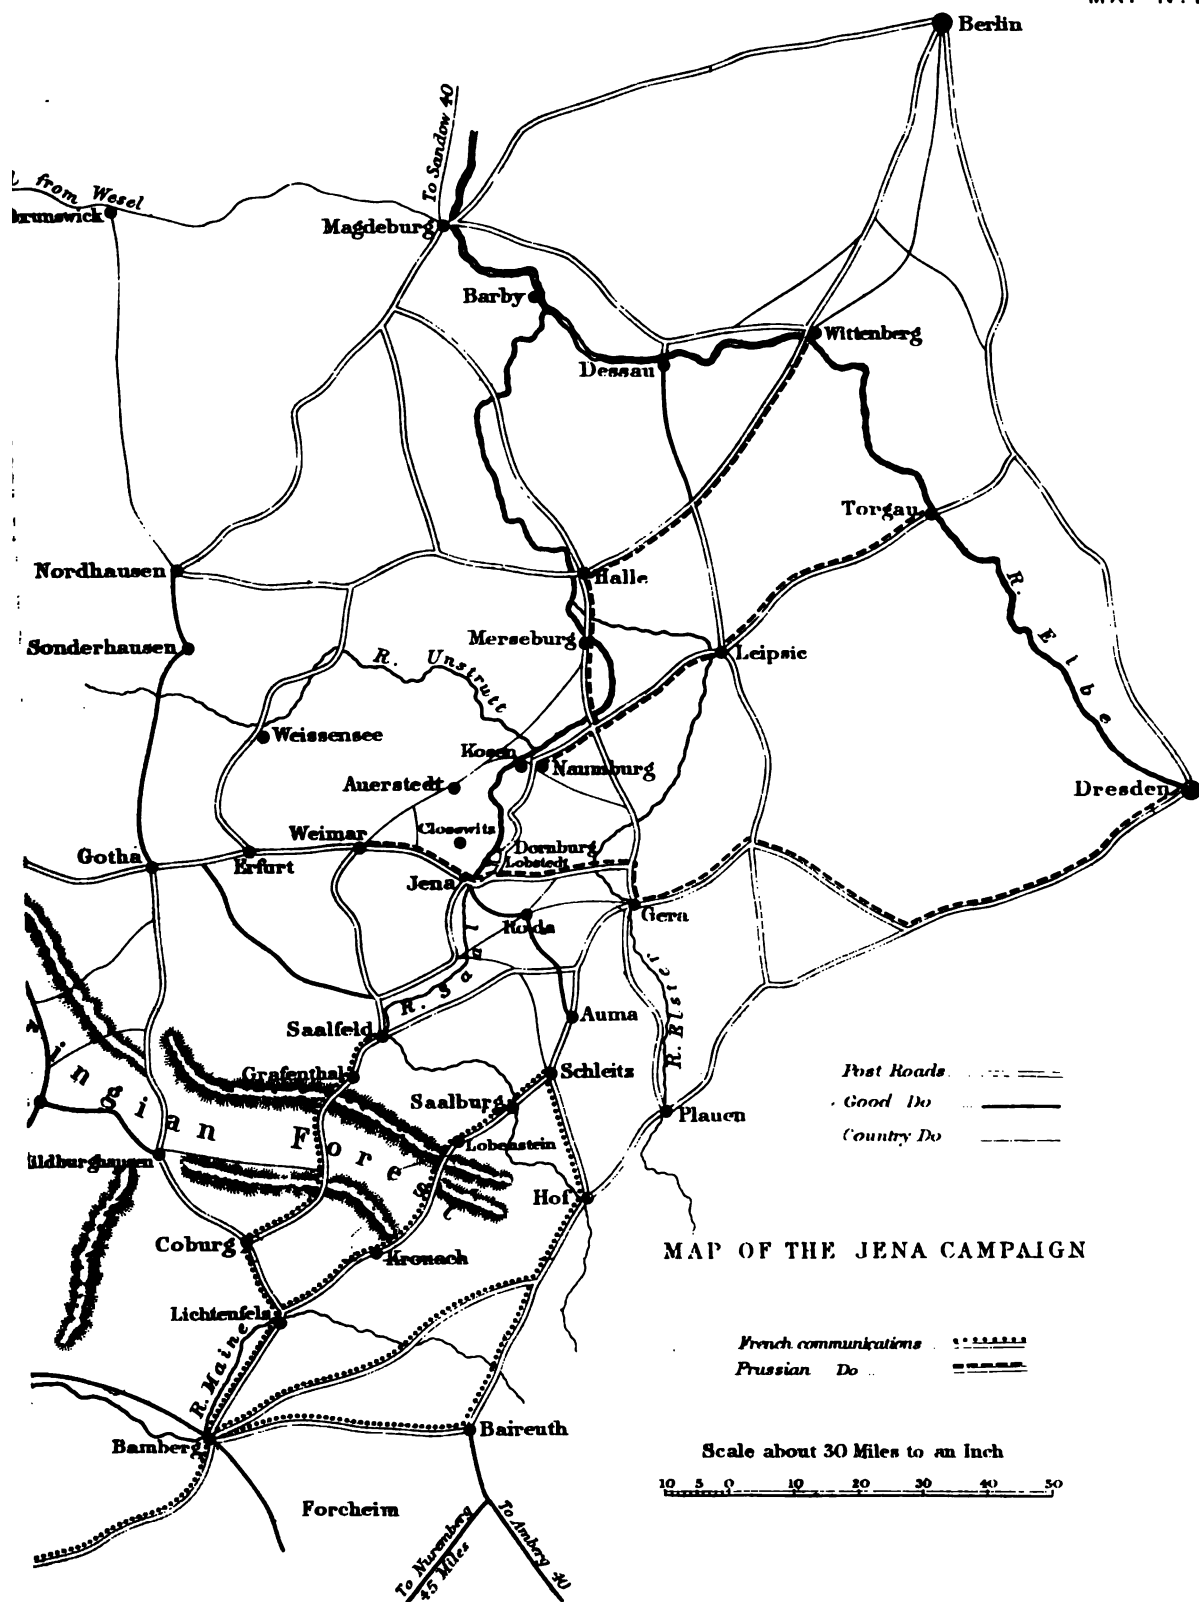 Berlin
To Sandow 40
from Wesel
Brunswick
Magdeburg
Barby
Wittenberg
Dessau
Torgau
Nordhausen
Halle
R. Elbe
Sonderhausen
Merseburg
Leipsic
R. Unstrutt
Weissensee
Kosen
Naumburg
Auerstedt
Dresden
Closewitz
Weimar
Dornburg
Lobstedt
Gotha
Erfurt
Jena
Gera
Roda
R. Saal
R. Elster
Auma
Saalfeld
Grafenthal
Schleitz
Saalburg
Plauen
Post Roads
Good Do
Country Do
ingian Forest
Lobenstein
ildburghausen
Hof
Coburg
Kronach
MAP OF THE JENA CAMPAIGN
Lichtenfels
R. Maine
French communications
Prussian Do
Bamberg
Baireuth
Scale about 30 Miles to an Inch
10 5 0 10 20 30 40 50
Forcheim
To Nuremberg
45 Miles
To Amberg 40